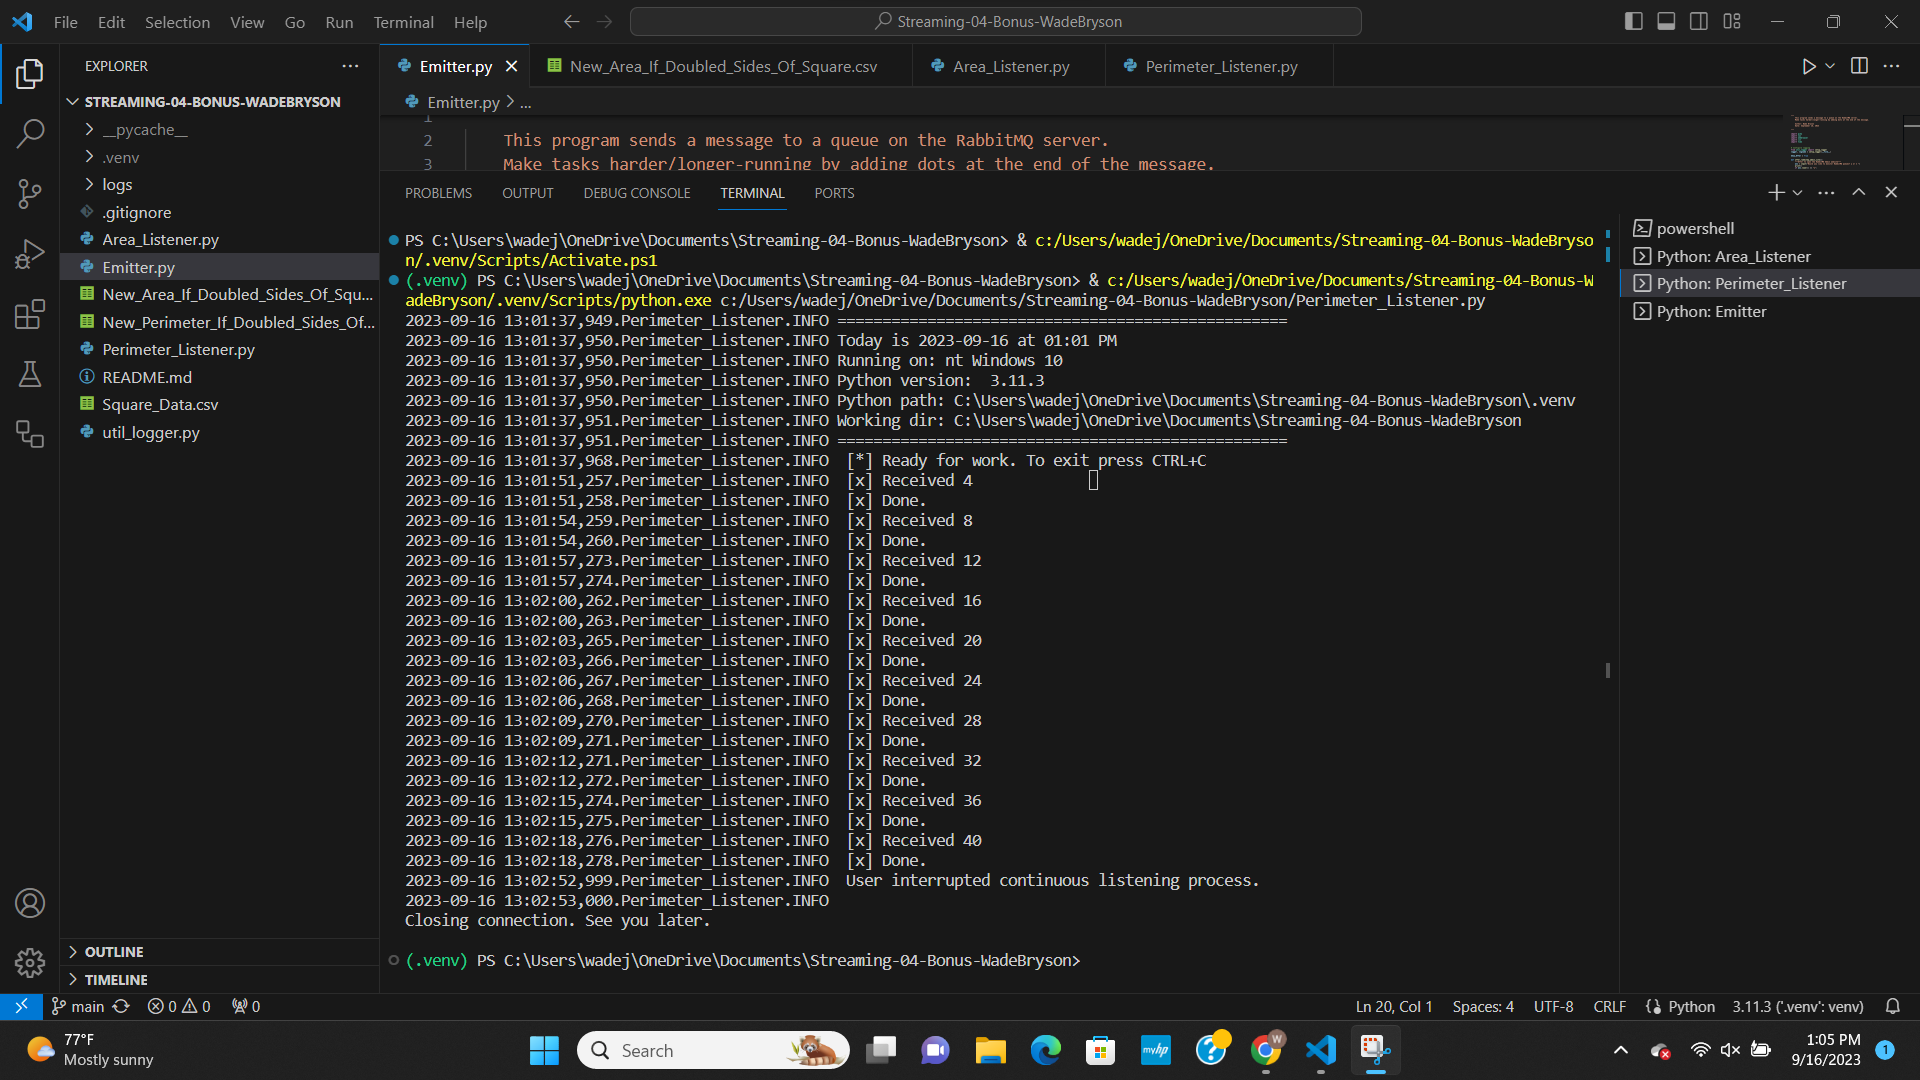 File Edit Selection View Go Run Terminal Help
Streaming-04-Bonus-WadeBryson
EXPLORER
STREAMING-04-BONUS-WADEBRYSON
__pycache__
.venv
logs
.gitignore
Area_Listener.py
Emitter.py
New_Area_If_Doubled_Sides_Of_Squ...
New_Perimeter_If_Doubled_Sides_Of...
Perimeter_Listener.py
README.md
Square_Data.csv
util_logger.py
OUTLINE
TIMELINE
Emitter.py New_Area_If_Doubled_Sides_Of_Square.csv Area_Listener.py Perimeter_Listener.py
Emitter.py > ...
1
2 This program sends a message to a queue on the RabbitMQ server.
3 Make tasks harder/longer-running by adding dots at the end of the message.
PROBLEMS OUTPUT DEBUG CONSOLE TERMINAL PORTS
PS C:\Users\wadej\OneDrive\Documents\Streaming-04-Bonus-WadeBryson> & c:/Users/wadej/OneDrive/Documents/Streaming-04-Bonus-WadeBryso
n/.venv/Scripts/Activate.ps1
(.venv) PS C:\Users\wadej\OneDrive\Documents\Streaming-04-Bonus-WadeBryson> & c:/Users/wadej/OneDrive/Documents/Streaming-04-Bonus-W
adeBryson/.venv/Scripts/python.exe c:/Users/wadej/OneDrive/Documents/Streaming-04-Bonus-WadeBryson/Perimeter_Listener.py
2023-09-16 13:01:37,949.Perimeter_Listener.INFO ==================================================
2023-09-16 13:01:37,950.Perimeter_Listener.INFO Today is 2023-09-16 at 01:01 PM
2023-09-16 13:01:37,950.Perimeter_Listener.INFO Running on: nt Windows 10
2023-09-16 13:01:37,950.Perimeter_Listener.INFO Python version:  3.11.3
2023-09-16 13:01:37,950.Perimeter_Listener.INFO Python path: C:\Users\wadej\OneDrive\Documents\Streaming-04-Bonus-WadeBryson\.venv
2023-09-16 13:01:37,951.Perimeter_Listener.INFO Working dir: C:\Users\wadej\OneDrive\Documents\Streaming-04-Bonus-WadeBryson
2023-09-16 13:01:37,951.Perimeter_Listener.INFO ==================================================
2023-09-16 13:01:37,968.Perimeter_Listener.INFO  [*] Ready for work. To exit press CTRL+C
2023-09-16 13:01:51,257.Perimeter_Listener.INFO  [x] Received 4
2023-09-16 13:01:51,258.Perimeter_Listener.INFO  [x] Done.
2023-09-16 13:01:54,259.Perimeter_Listener.INFO  [x] Received 8
2023-09-16 13:01:54,260.Perimeter_Listener.INFO  [x] Done.
2023-09-16 13:01:57,273.Perimeter_Listener.INFO  [x] Received 12
2023-09-16 13:01:57,274.Perimeter_Listener.INFO  [x] Done.
2023-09-16 13:02:00,262.Perimeter_Listener.INFO  [x] Received 16
2023-09-16 13:02:00,263.Perimeter_Listener.INFO  [x] Done.
2023-09-16 13:02:03,265.Perimeter_Listener.INFO  [x] Received 20
2023-09-16 13:02:03,266.Perimeter_Listener.INFO  [x] Done.
2023-09-16 13:02:06,267.Perimeter_Listener.INFO  [x] Received 24
2023-09-16 13:02:06,268.Perimeter_Listener.INFO  [x] Done.
2023-09-16 13:02:09,270.Perimeter_Listener.INFO  [x] Received 28
2023-09-16 13:02:09,271.Perimeter_Listener.INFO  [x] Done.
2023-09-16 13:02:12,271.Perimeter_Listener.INFO  [x] Received 32
2023-09-16 13:02:12,272.Perimeter_Listener.INFO  [x] Done.
2023-09-16 13:02:15,274.Perimeter_Listener.INFO  [x] Received 36
2023-09-16 13:02:15,275.Perimeter_Listener.INFO  [x] Done.
2023-09-16 13:02:18,276.Perimeter_Listener.INFO  [x] Received 40
2023-09-16 13:02:18,278.Perimeter_Listener.INFO  [x] Done.
2023-09-16 13:02:52,999.Perimeter_Listener.INFO  User interrupted continuous listening process.
2023-09-16 13:02:53,000.Perimeter_Listener.INFO
Closing connection. See you later.
(.venv) PS C:\Users\wadej\OneDrive\Documents\Streaming-04-Bonus-WadeBryson>
powershell
Python: Area_Listener
Python: Perimeter_Listener
Python: Emitter
main 0 0 0 Ln 20, Col 1 Spaces: 4 UTF-8 CRLF Python 3.11.3 ('.venv': venv)
77°F
Mostly sunny
Search
myhp
W
1:05 PM
9/16/2023
1